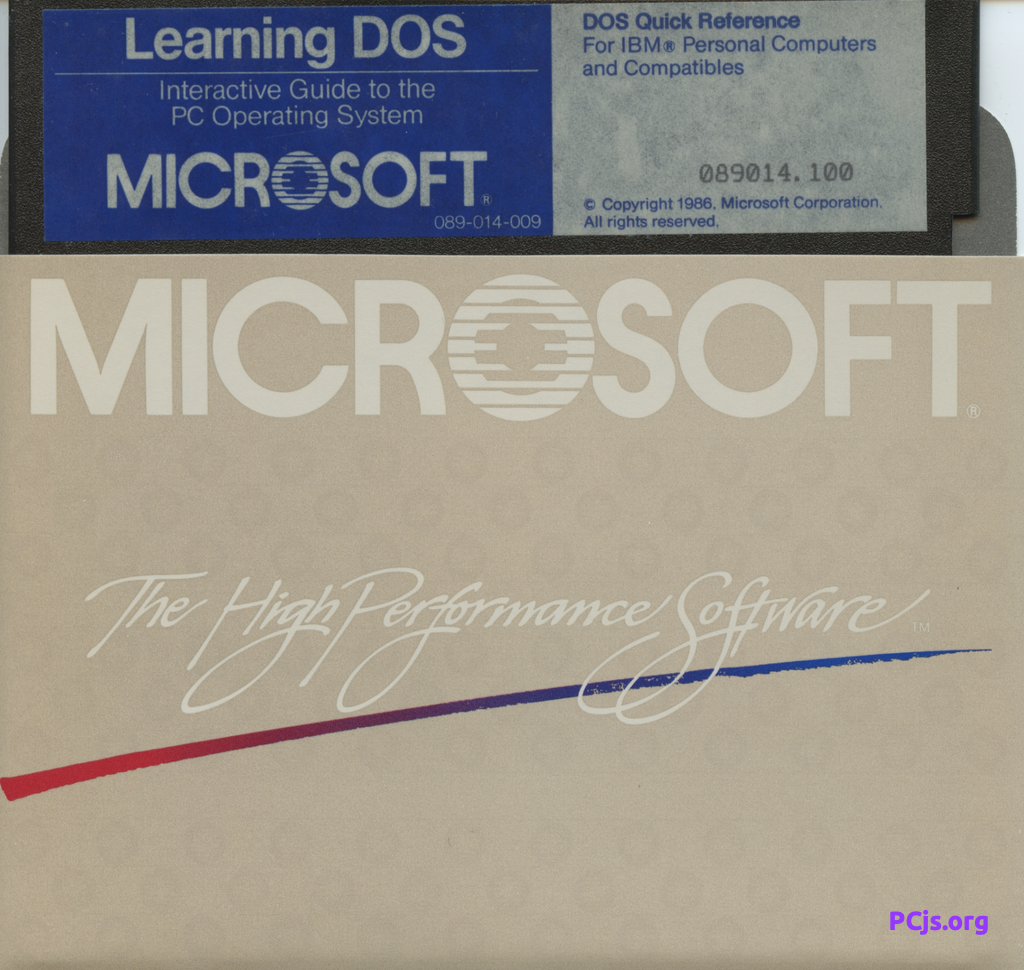 Learning DOS
Interactive Guide to the
PC Operating System
MICROSOFT®
089-014-009
DOS Quick Reference
For IBM® Personal Computers
and Compatibles
089014.100
© Copyright 1986, Microsoft Corporation.
All rights reserved.
MICROSOFT®
The High Performance Software™
PCjs.org